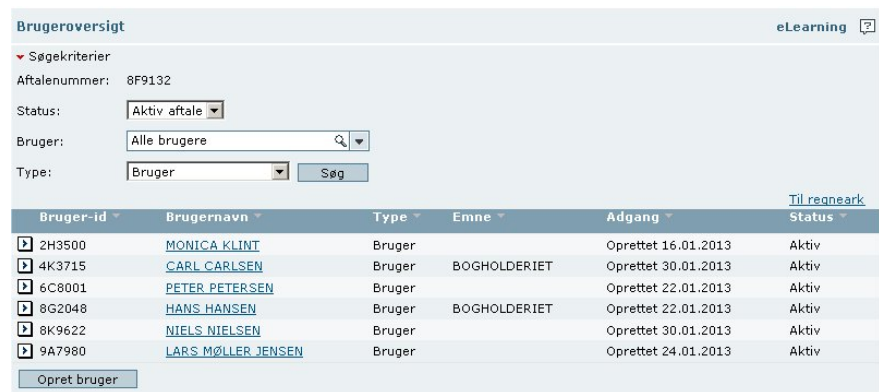 Brugeroversigt eLearning ?
Søgekriterier
Aftalenummer: 8F9132
Status: Aktiv aftale
Bruger: Alle brugere
Type: Bruger Søg
Til regneark
Bruger-id Brugernavn Type Emne Adgang Status
2H3500 MONICA KLINT Bruger Oprettet 16.01.2013 Aktiv
4K3715 CARL CARLSEN Bruger BOGHOLDERIET Oprettet 30.01.2013 Aktiv
6C8001 PETER PETERSEN Bruger Oprettet 22.01.2013 Aktiv
8G2048 HANS HANSEN Bruger BOGHOLDERIET Oprettet 22.01.2013 Aktiv
8K9622 NIELS NIELSEN Bruger Oprettet 30.01.2013 Aktiv
9A7980 LARS MØLLER JENSEN Bruger Oprettet 24.01.2013 Aktiv
Opret bruger